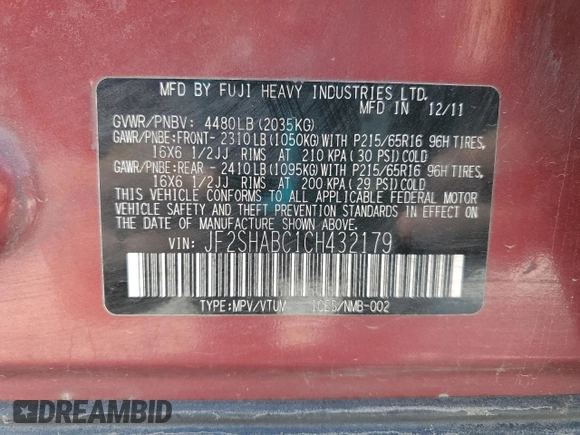 MFD BY FUJI HEAVY INDUSTRIES LTD.
MFD IN 12/11
GVWR/PNBV: 4480LB(2035KG)
GAWR/PNBE:FRONT- 2310LB(1050KG)WITH P215/65R16 96H TIRES,
16X6 1/2JJ RIMS AT 210 KPA(30 PSI)COLD
GAWR/PNBE:REAR - 2410LB(1095KG)WITH P215/65R16 96H TIRES,
16X6 1/2JJ RIMS AT 200 KPA(29 PSI)COLD
THIS VEHICLE CONFORMS TO ALL APPLICABLE FEDERAL MOTOR
VEHICLE SAFETY AND THEFT PREVENTION STANDARDS IN EFFECT ON
THE DATE OF MANUFACTURE SHOWN ABOVE.
VIN: JF2SHABC1CH432179
TYPE:MPV/VTUM 1CES/NMB-002
DREAMBID